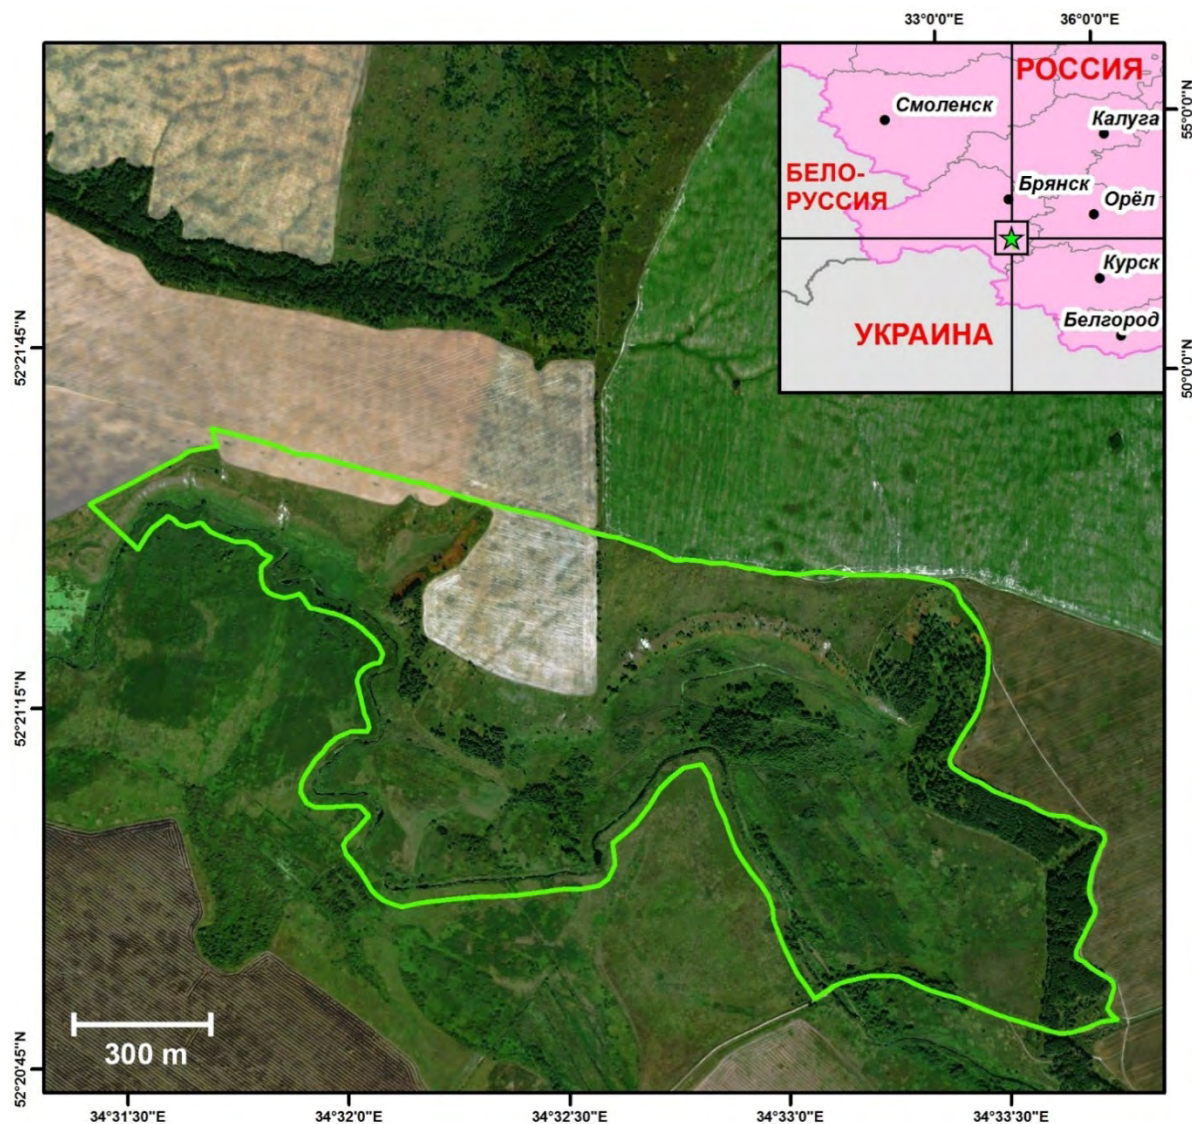 33°0'0"E 36°0'0"E
РОССИЯ
Смоленск
Калуга
БЕЛО-
РУССИЯ
Брянск
Орёл
Курск
УКРАИНА
Белгород
55°0'0"N
50°0'0"N
52°21'45"N
52°21'15"N
52°20'45"N
300 m
34°31'30"E 34°32'0"E 34°32'30"E 34°33'0"E 34°33'30"E